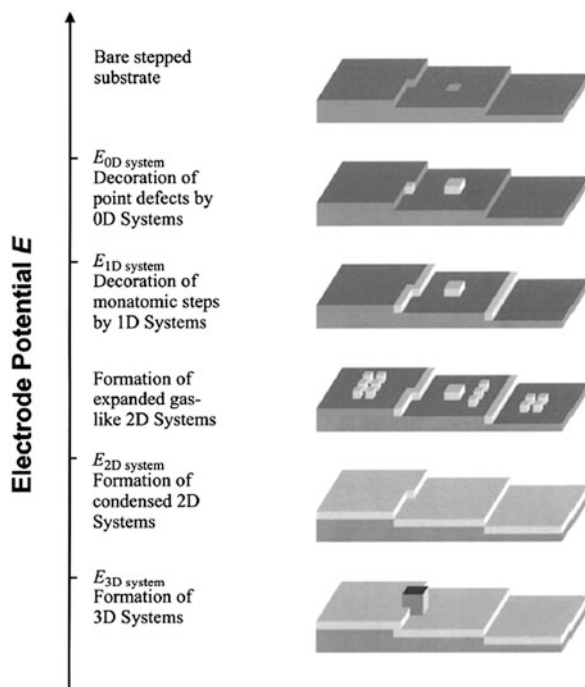 Electrode Potential E
Bare stepped
substrate
E0D system
Decoration of
point defects by
0D Systems
E1D system
Decoration of
monatomic steps
by 1D Systems
Formation of
expanded gas-
like 2D Systems
E2D system
Formation of
condensed 2D
Systems
E3D system
Formation of
3D Systems